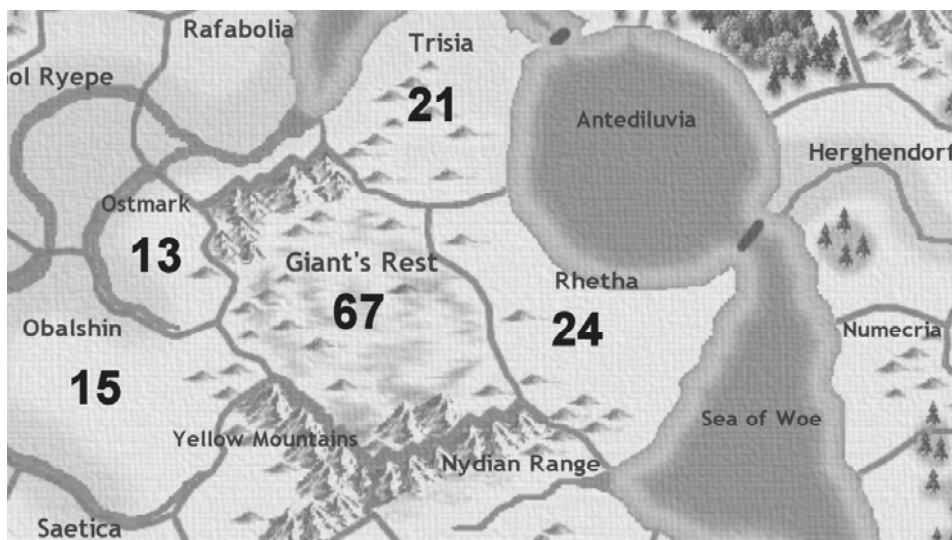 Rafabolia
Trisia
ol Ryepe
21
Antediluvia
Herghendorf
Ostmark
13
Giant's Rest
Rhetha
67
Obalshin
24
Numecria
15
Sea of Woe
Yellow Mountains
Nydian Range
Saetica